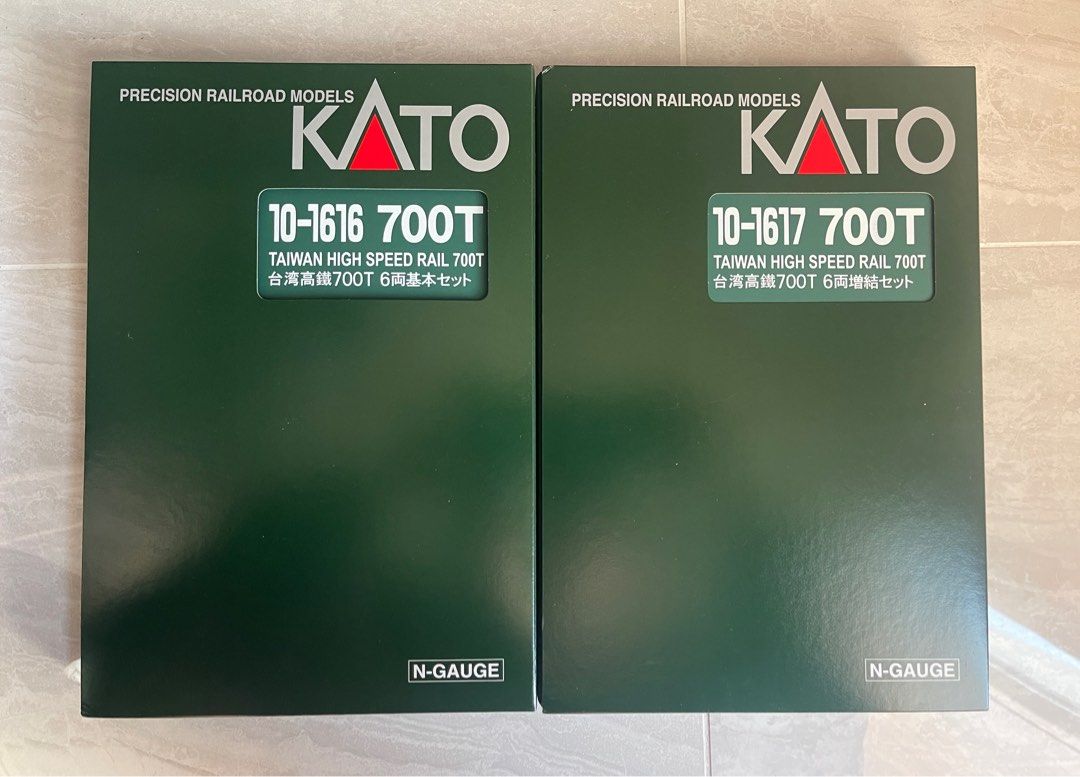 PRECISION RAILROAD MODELS
KATO
10-1616 700T
TAIWAN HIGH SPEED RAIL 700T
台湾高鐵700T 6両基本セット
N-GAUGE
PRECISION RAILROAD MODELS
KATO
10-1617 700T
TAIWAN HIGH SPEED RAIL 700T
台湾高鐵700T 6両増結セット
N-GAUGE